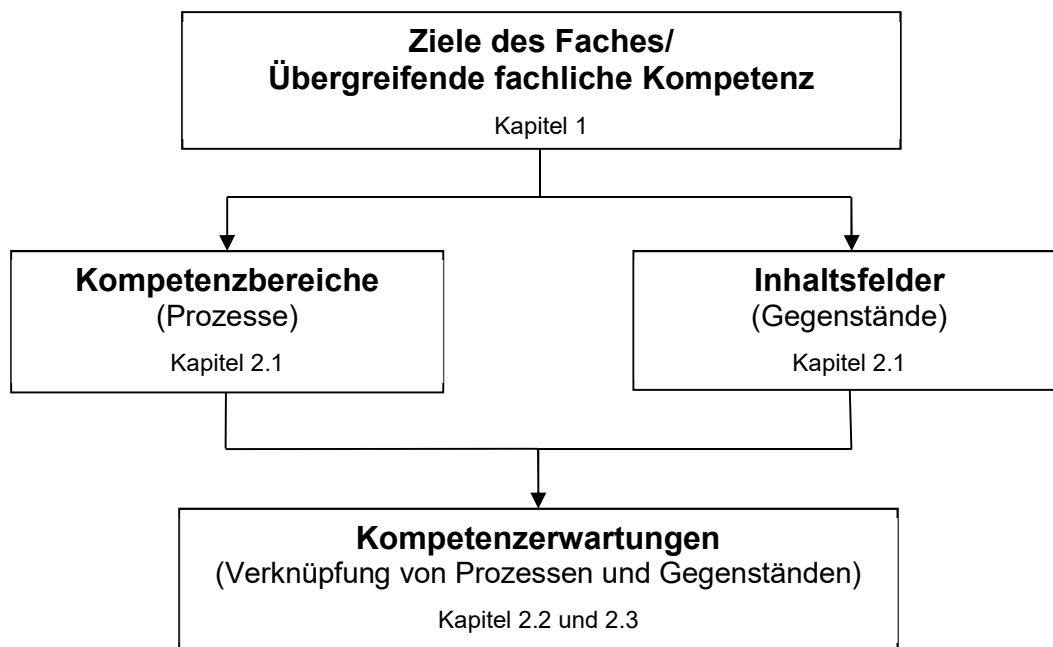 Ziele des Faches/
Übergreifende fachliche Kompetenz
Kapitel 1
Kompetenzbereiche
(Prozesse)
Kapitel 2.1
Inhaltsfelder
(Gegenstände)
Kapitel 2.1
Kompetenzerwartungen
(Verknüpfung von Prozessen und Gegenständen)
Kapitel 2.2 und 2.3